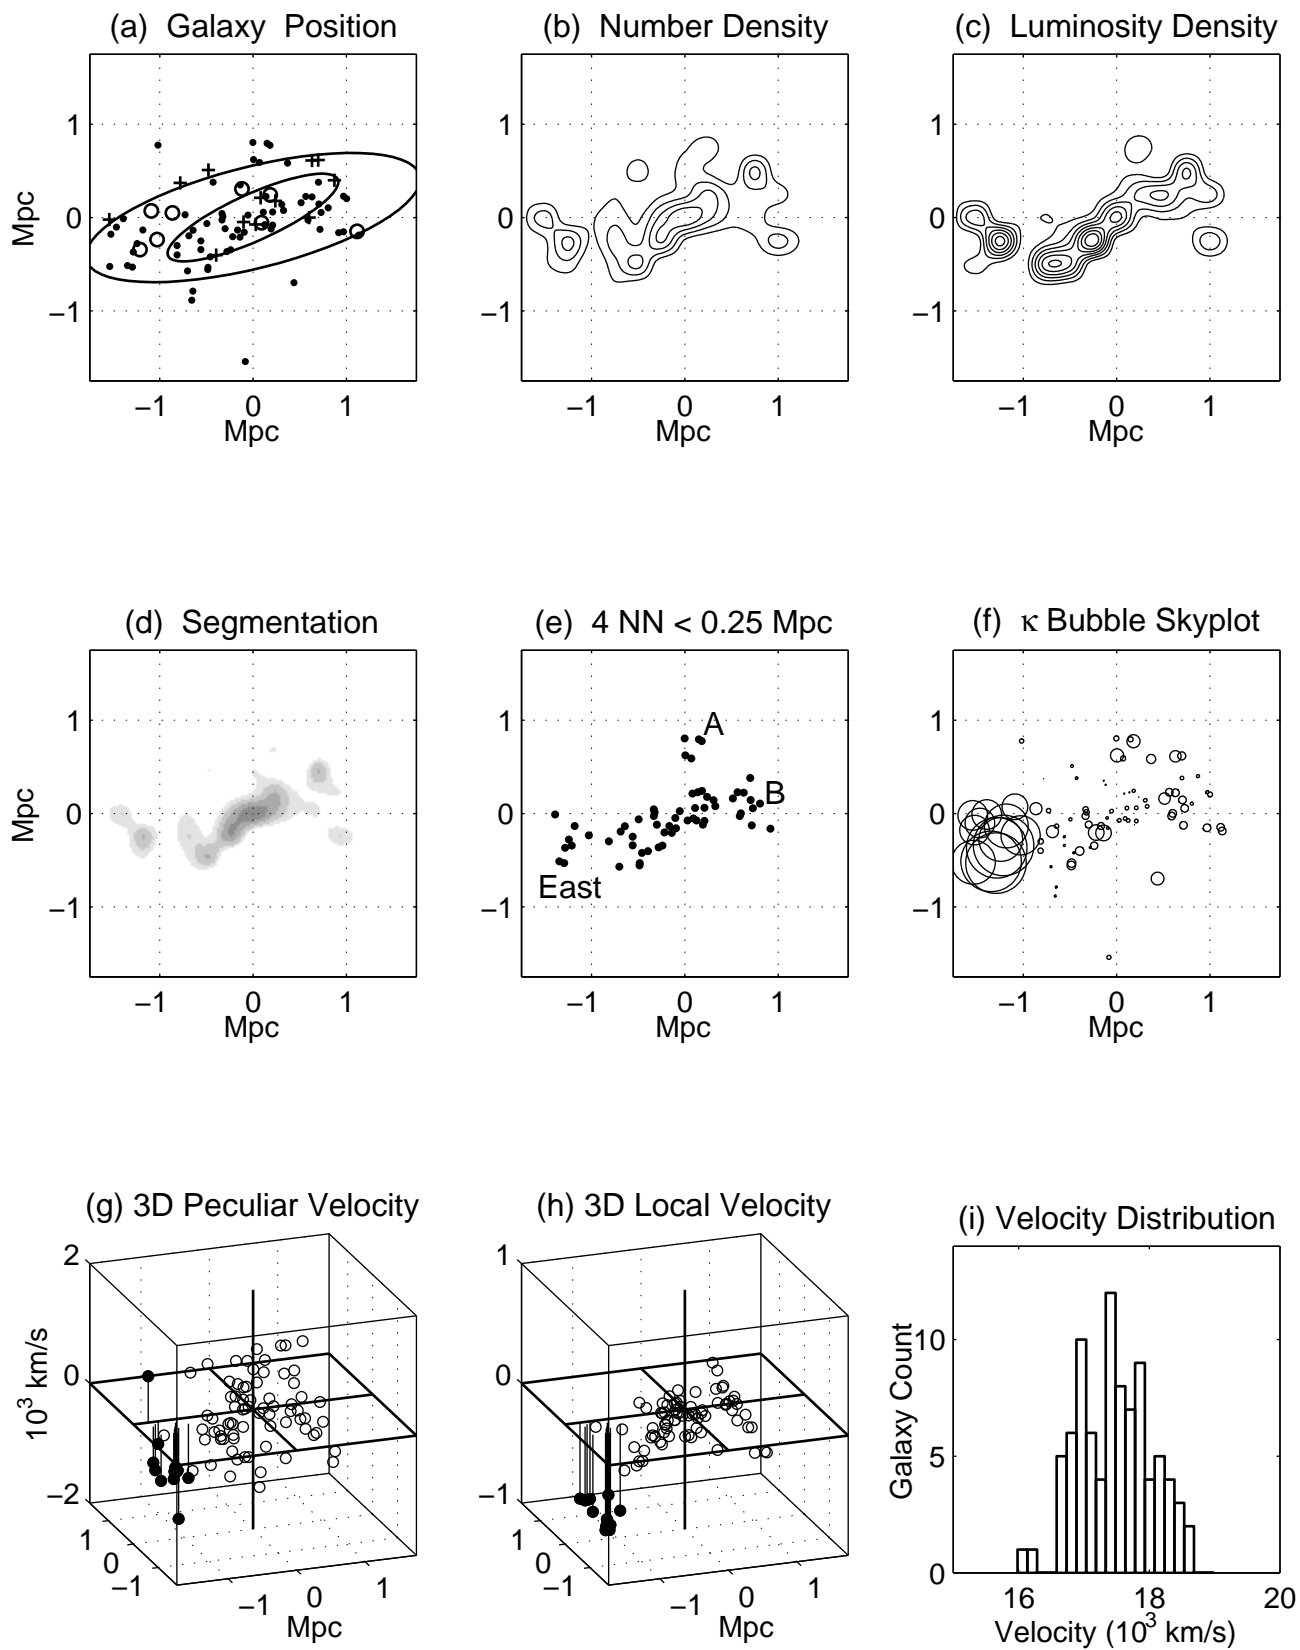 (a) Galaxy Position
(b) Number Density
(c) Luminosity Density
Mpc
1
0
−1
−1 0 1
Mpc
1
0
−1
−1 0 1
Mpc
1
0
−1
−1 0 1
Mpc
(d) Segmentation
(e) 4 NN < 0.25 Mpc
(f) κ Bubble Skyplot
Mpc
1
0
−1
−1 0 1
Mpc
A
B
East
1
0
−1
−1 0 1
Mpc
1
0
−1
−1 0 1
Mpc
(g) 3D Peculiar Velocity
(h) 3D Local Velocity
(i) Velocity Distribution
10³ km/s
2
0
−2
1
0
−1
−1
0
1
Mpc
1
0
−1
1
0
−1
−1
0
1
Mpc
Galaxy Count
10
5
0
16 18 20
Velocity (10³ km/s)